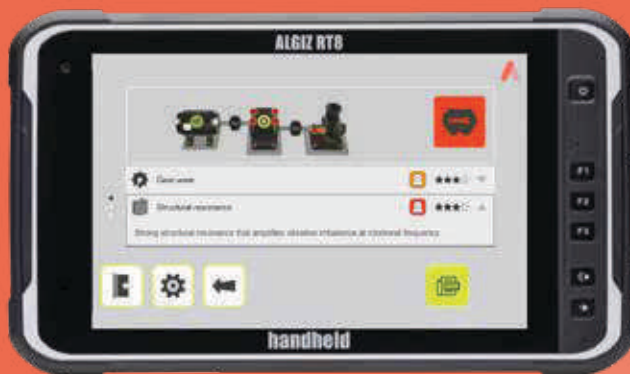 ALGIZ RT8
Gear wear
Structural resonance
Strong structural resonance that amplifies vibration imbalance at rotational frequency
F1
F2
F3
handheld